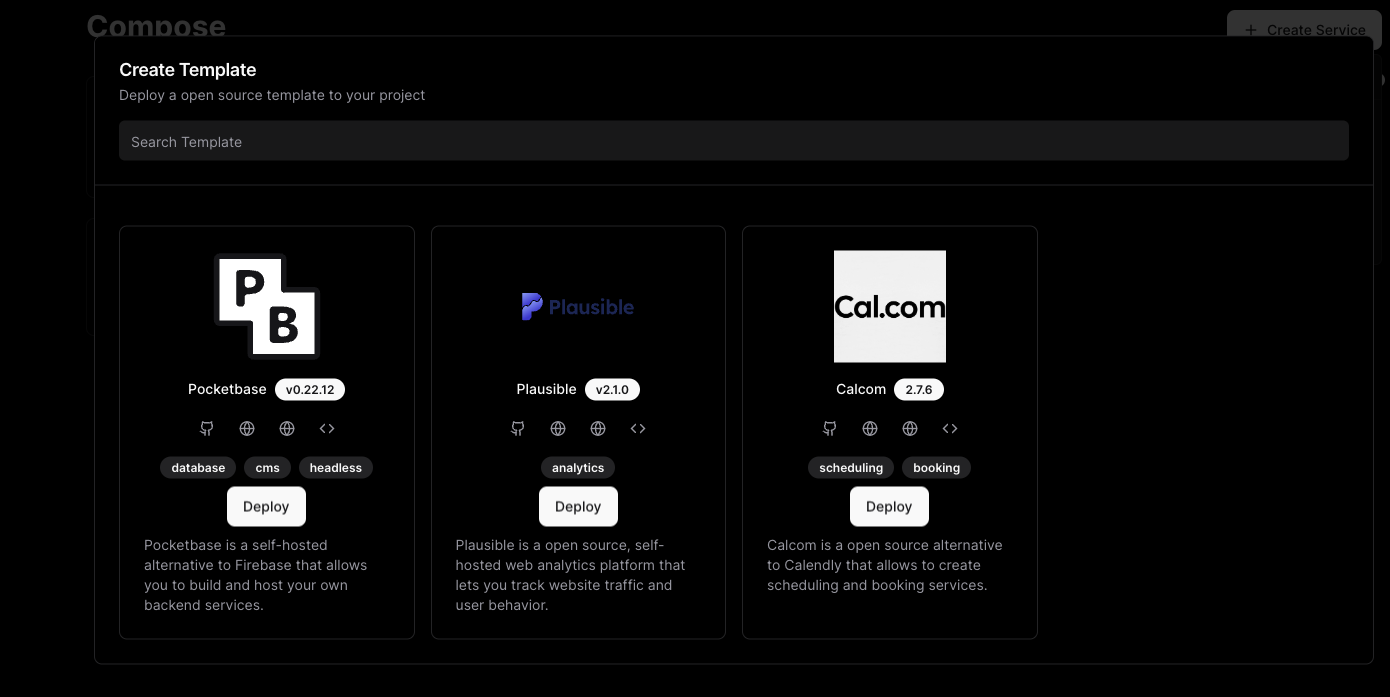 Compose
Create Service
Create Template
Deploy a open source template to your project
Search Template
P
B
Pocketbase v0.22.12
database cms headless
Deploy
Pocketbase is a self-hosted
alternative to Firebase that allows
you to build and host your own
backend services.
Plausible
Plausible v2.1.0
analytics
Deploy
Plausible is a open source, self-
hosted web analytics platform that
lets you track website traffic and
user behavior.
Cal.com
Calcom 2.7.6
scheduling booking
Deploy
Calcom is a open source alternative
to Calendly that allows to create
scheduling and booking services.